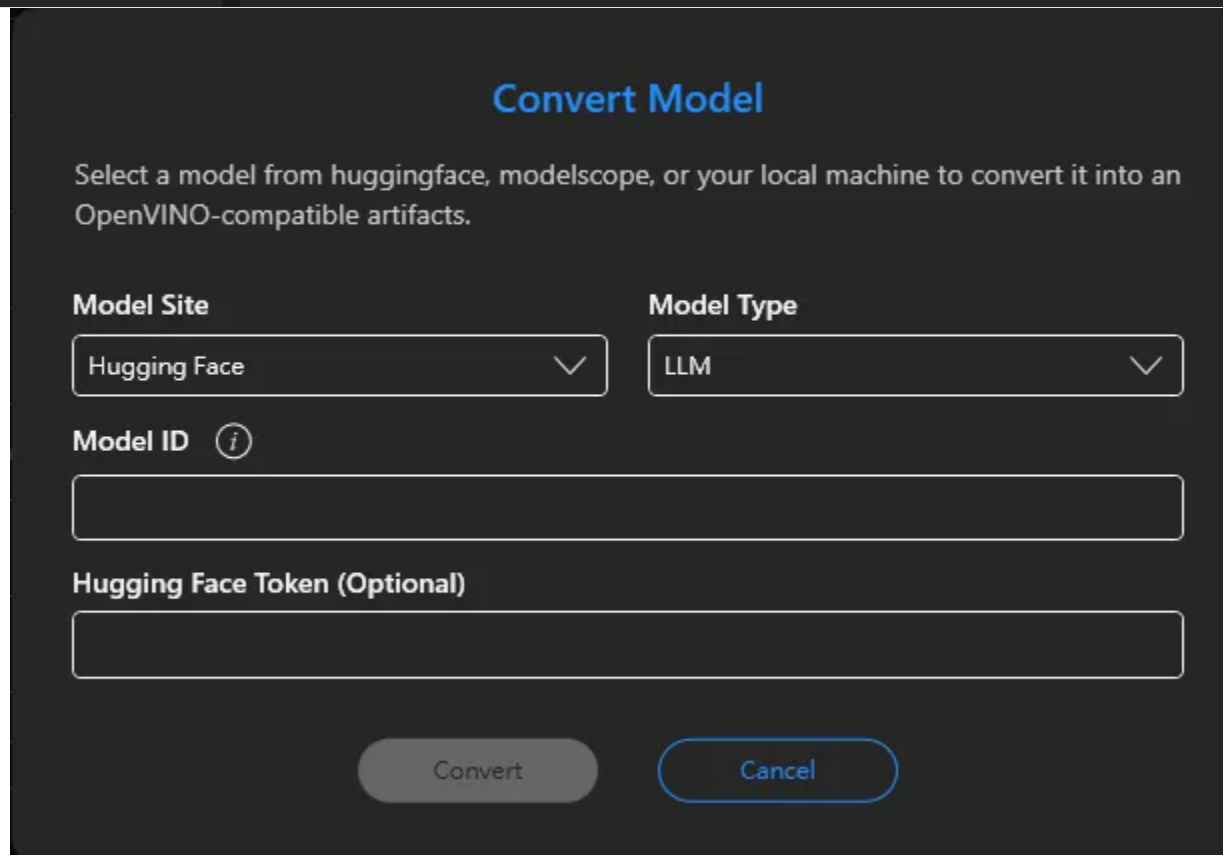 Convert Model
Select a model from huggingface, modelscope, or your local machine to convert it into an
OpenVINO-compatible artifacts.
Model Site
Model Type
Hugging Face
LLM
Model ID
i
Hugging Face Token (Optional)
Convert
Cancel